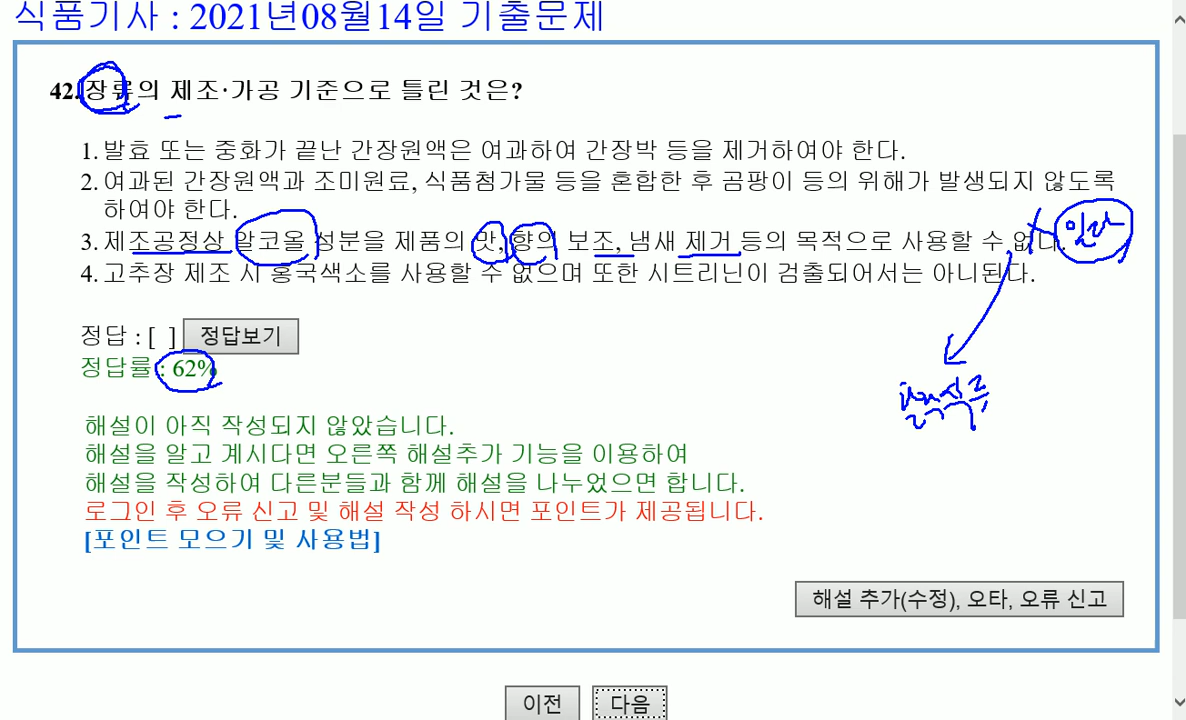 식품기사 : 2021년08월14일 기출문제
42. 장류의 제조·가공 기준으로 틀린 것은?
1. 발효 또는 중화가 끝난 간장원액은 여과하여 간장박 등을 제거하여야 한다.
2. 여과된 간장원액과 조미원료, 식품첨가물 등을 혼합한 후 곰팡이 등의 위해가 발생되지 않도록
하여야 한다.
3. 제조공정상 알코올 성분을 제품의 맛, 향의 보조, 냄새 제거 등의 목적으로 사용할 수 없다.
4. 고추장 제조 시 홍국색소를 사용할 수 없으며 또한 시트리닌이 검출되어서는 아니된다.
정답 : [ ] 정답보기
정답률 : 62%
해설이 아직 작성되지 않았습니다.
해설을 알고 계시다면 오른쪽 해설추가 기능을 이용하여
해설을 작성하여 다른분들과 함께 해설을 나누었으면 합니다.
로그인 후 오류 신고 및 해설 작성 하시면 포인트가 제공됩니다.
[포인트 모으기 및 사용법]
해설 추가(수정), 오타, 오류 신고
이전 다음